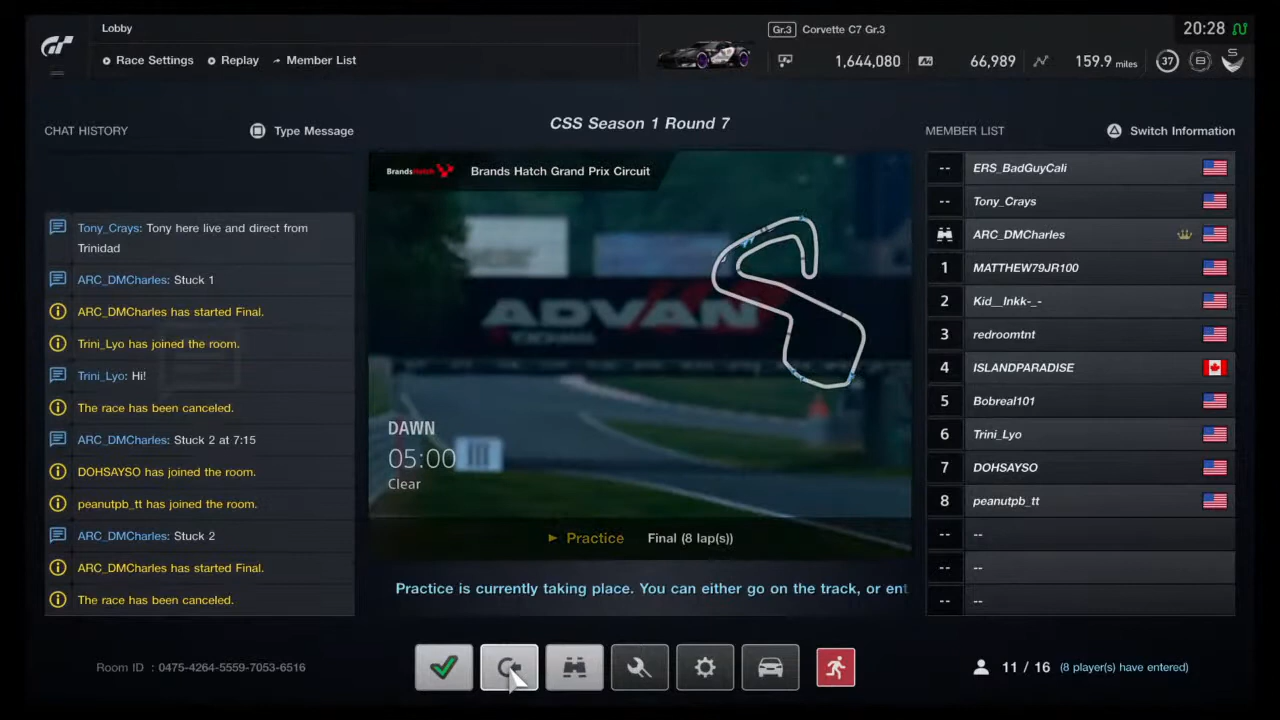 Lobby
Race Settings Replay Member List
Gr.3 Corvette C7 Gr.3
1,644,080 66,989 159.9 miles 37 B S
20:28
CHAT HISTORY Type Message
Tony_Crays: Tony here live and direct from
Trinidad
ARC_DMCharles: Stuck 1
ARC_DMCharles has started Final.
Trini_Lyo has joined the room.
Trini_Lyo: Hi!
The race has been canceled.
ARC_DMCharles: Stuck 2 at 7:15
DOHSAYSO has joined the room.
peanutpb_tt has joined the room.
ARC_DMCharles: Stuck 2
ARC_DMCharles has started Final.
The race has been canceled.
Room ID : 0475-4264-5559-7053-6516
CSS Season 1 Round 7
Brands Hatch Brands Hatch Grand Prix Circuit
ADVAN
DAWN
05:00
Clear
Practice Final (8 lap(s))
Practice is currently taking place. You can either go on the track, or ent
MEMBER LIST Switch Information
-- ERS_BadGuyCali
-- Tony_Crays
ARC_DMCharles
1 MATTHEW79JR100
2 Kid__Inkk-_-
3 redroomtnt
4 ISLANDPARADISE
5 Bobreal101
6 Trini_Lyo
7 DOHSAYSO
8 peanutpb_tt
-- --
-- --
-- --
11 / 16 (8 player(s) have entered)